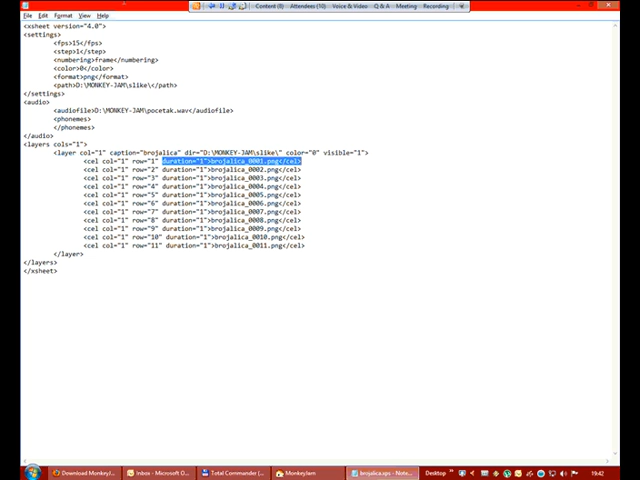 Content (0) Attendees (10) Voice & Video Q & A Meeting Recording
File Edit Format View Help
<xsheet version="4.0">
<settings>
<fps>15</fps>
<step>1</step>
<numbering>frame</numbering>
<color>0</color>
<format>png</format>
<path>D:\MONKEY-JAM\slike\</path>
</settings>
<audio>
<audiofile>D:\MONKEY-JAM\pocetak.wav</audiofile>
<phonemes>
</phonemes>
</audio>
<layers cols="1">
<layer col="1" caption="brojalica" dir="D:\MONKEY-JAM\slike\" color="0" visible="1">
<cel col="1" row="1" duration="1">brojalica_0001.png</cel>
<cel col="1" row="2" duration="1">brojalica_0002.png</cel>
<cel col="1" row="3" duration="1">brojalica_0003.png</cel>
<cel col="1" row="4" duration="1">brojalica_0004.png</cel>
<cel col="1" row="5" duration="1">brojalica_0005.png</cel>
<cel col="1" row="6" duration="1">brojalica_0006.png</cel>
<cel col="1" row="7" duration="1">brojalica_0007.png</cel>
<cel col="1" row="8" duration="1">brojalica_0008.png</cel>
<cel col="1" row="9" duration="1">brojalica_0009.png</cel>
<cel col="1" row="10" duration="1">brojalica_0010.png</cel>
<cel col="1" row="11" duration="1">brojalica_0011.png</cel>
</layer>
</layers>
</xsheet>
Download MonkeyJ... Inbox - Microsoft O... Total Commander (... MonkeyJam brojalica.xps - Note... Desktop 19:42